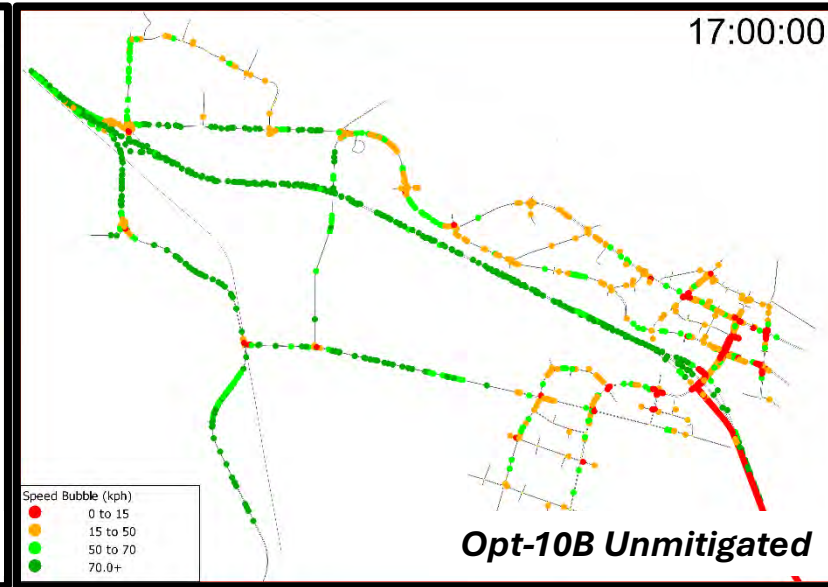 17:00:00
Speed Bubble (kph)
0 to 15
15 to 50
50 to 70
70.0+
Opt-10B Unmitigated